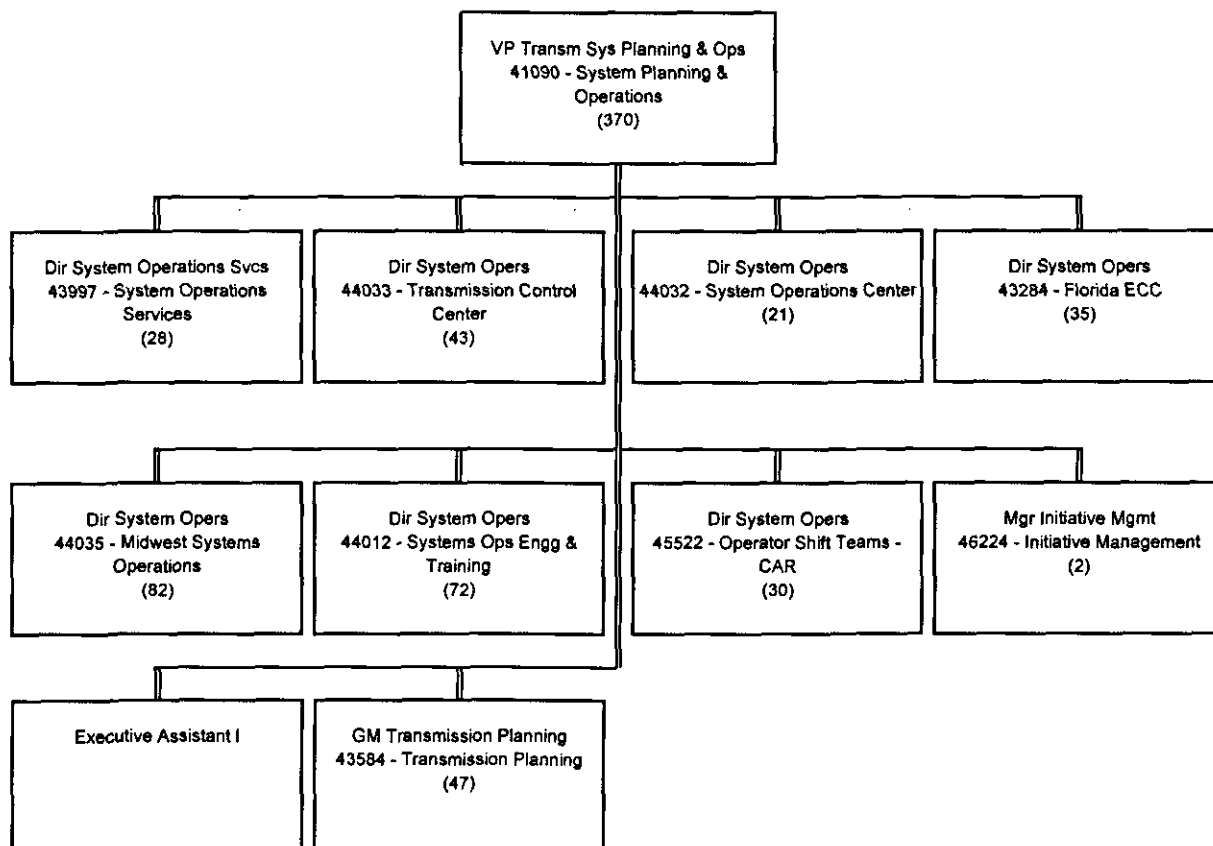 VP Transm Sys Planning & Ops
41090 - System Planning &
Operations
(370)
Dir System Operations Svcs
43997 - System Operations
Services
(28)
Dir System Opers
44033 - Transmission Control
Center
(43)
Dir System Opers
44032 - System Operations Center
(21)
Dir System Opers
43284 - Florida ECC
(35)
Dir System Opers
44035 - Midwest Systems
Operations
(82)
Dir System Opers
44012 - Systems Ops Engg &
Training
(72)
Dir System Opers
45522 - Operator Shift Teams -
CAR
(30)
Mgr Initiative Mgmt
46224 - Initiative Management
(2)
Executive Assistant I
GM Transmission Planning
43584 - Transmission Planning
(47)